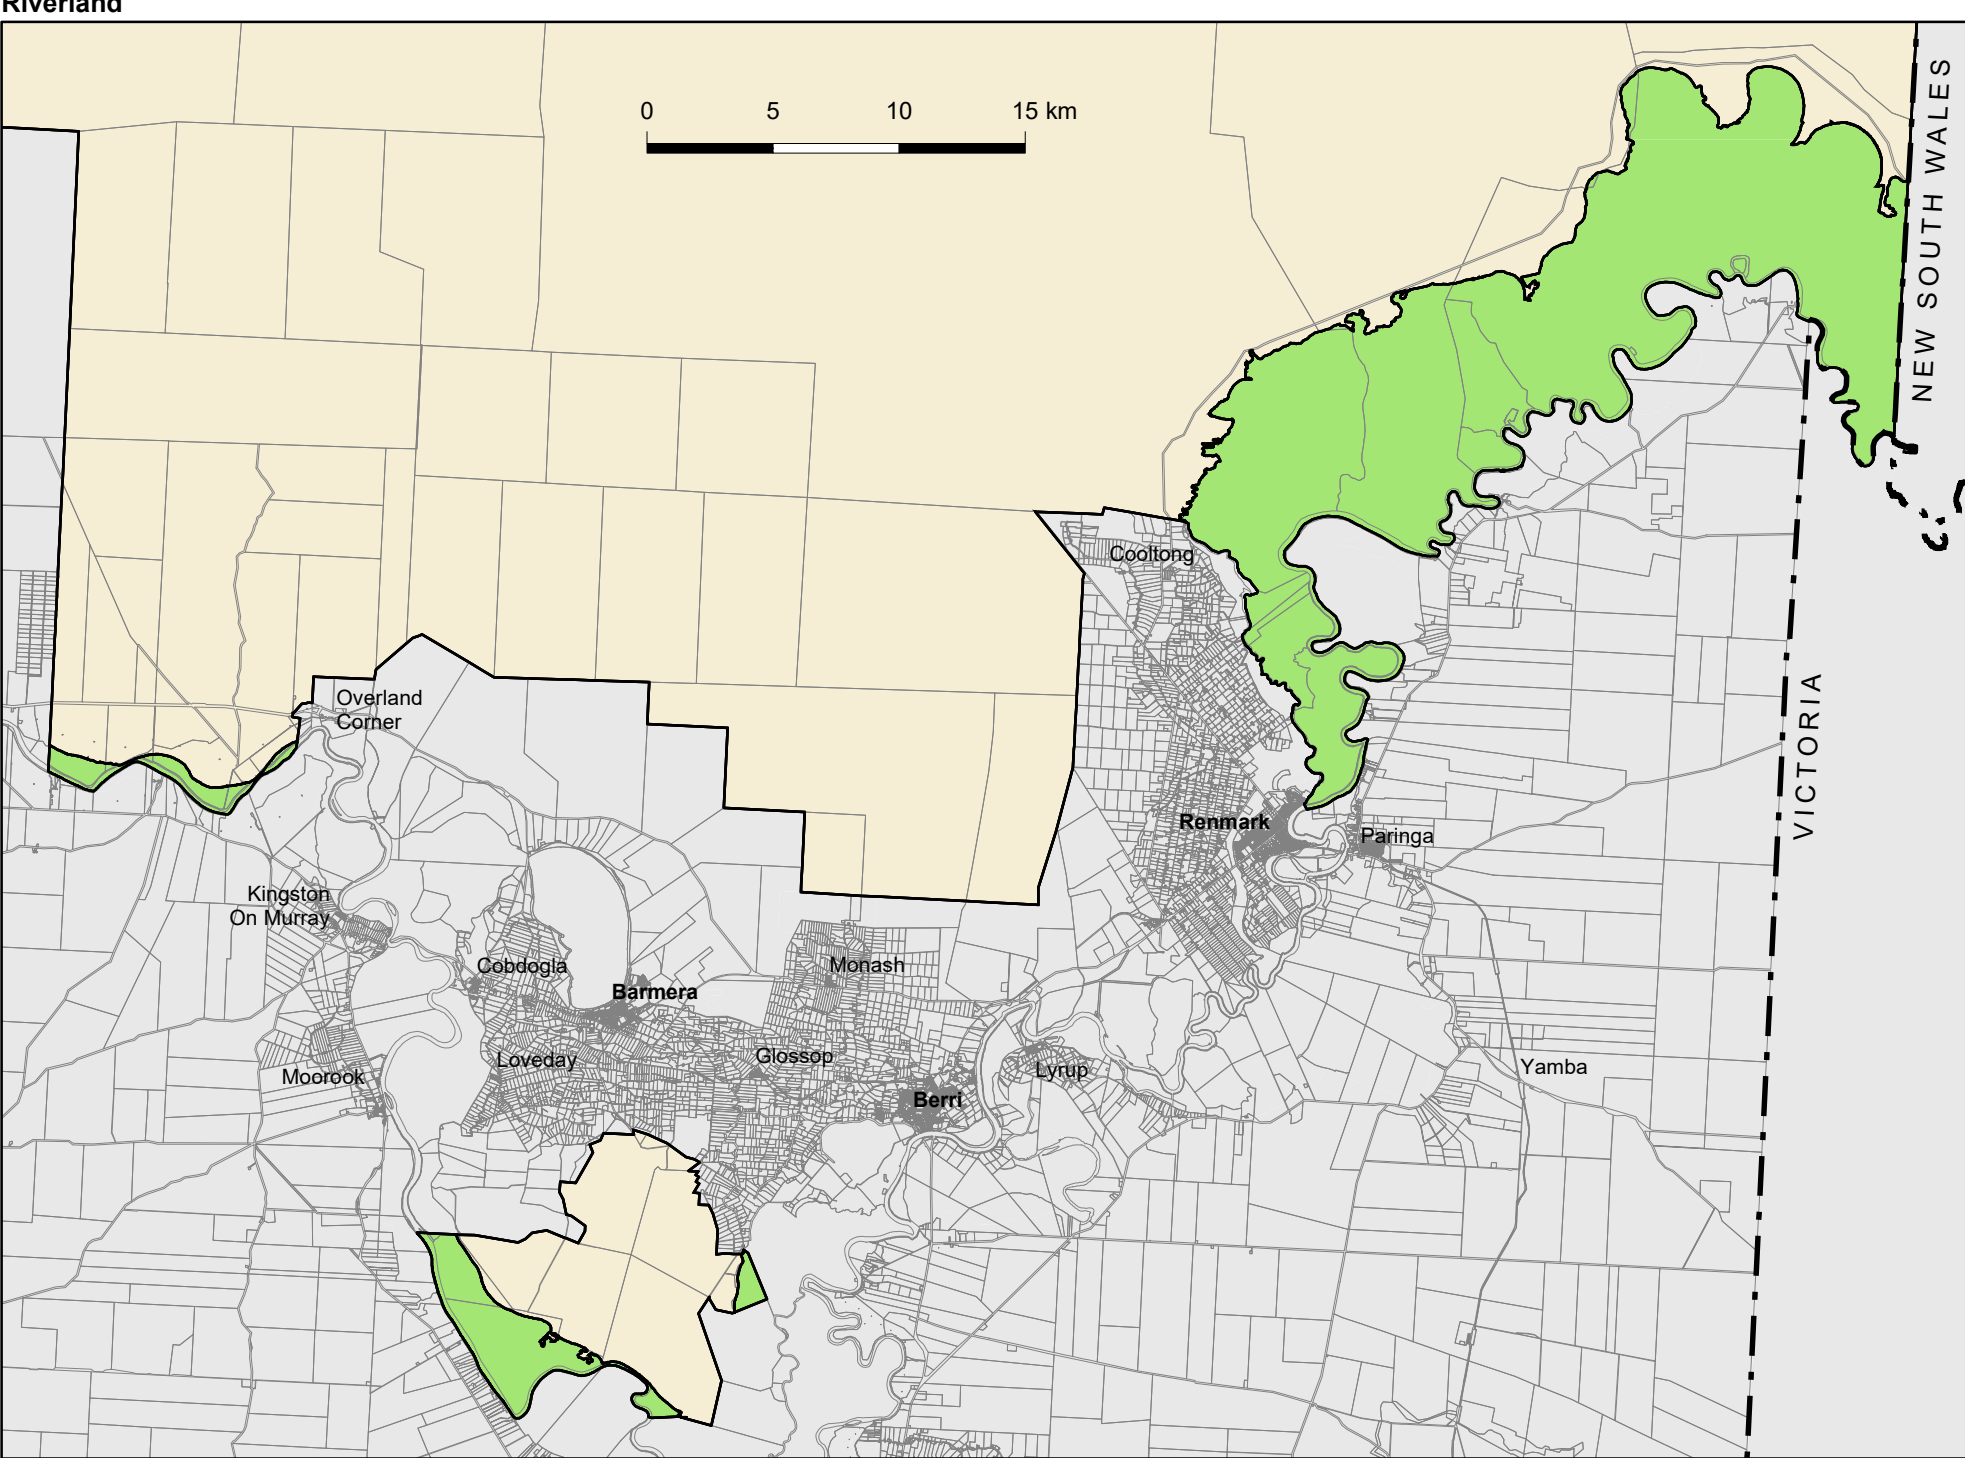 Riverland
0 5 10 15 km
NEW SOUTH WALES
Cooltong
Overland
Corner
VICTORIA
Renmark
Paringa
Kingston
On Murray
Cobdogla
Monash
Barmera
Glossop
Loveday
Lyrup
Yamba
Moorook
Berri